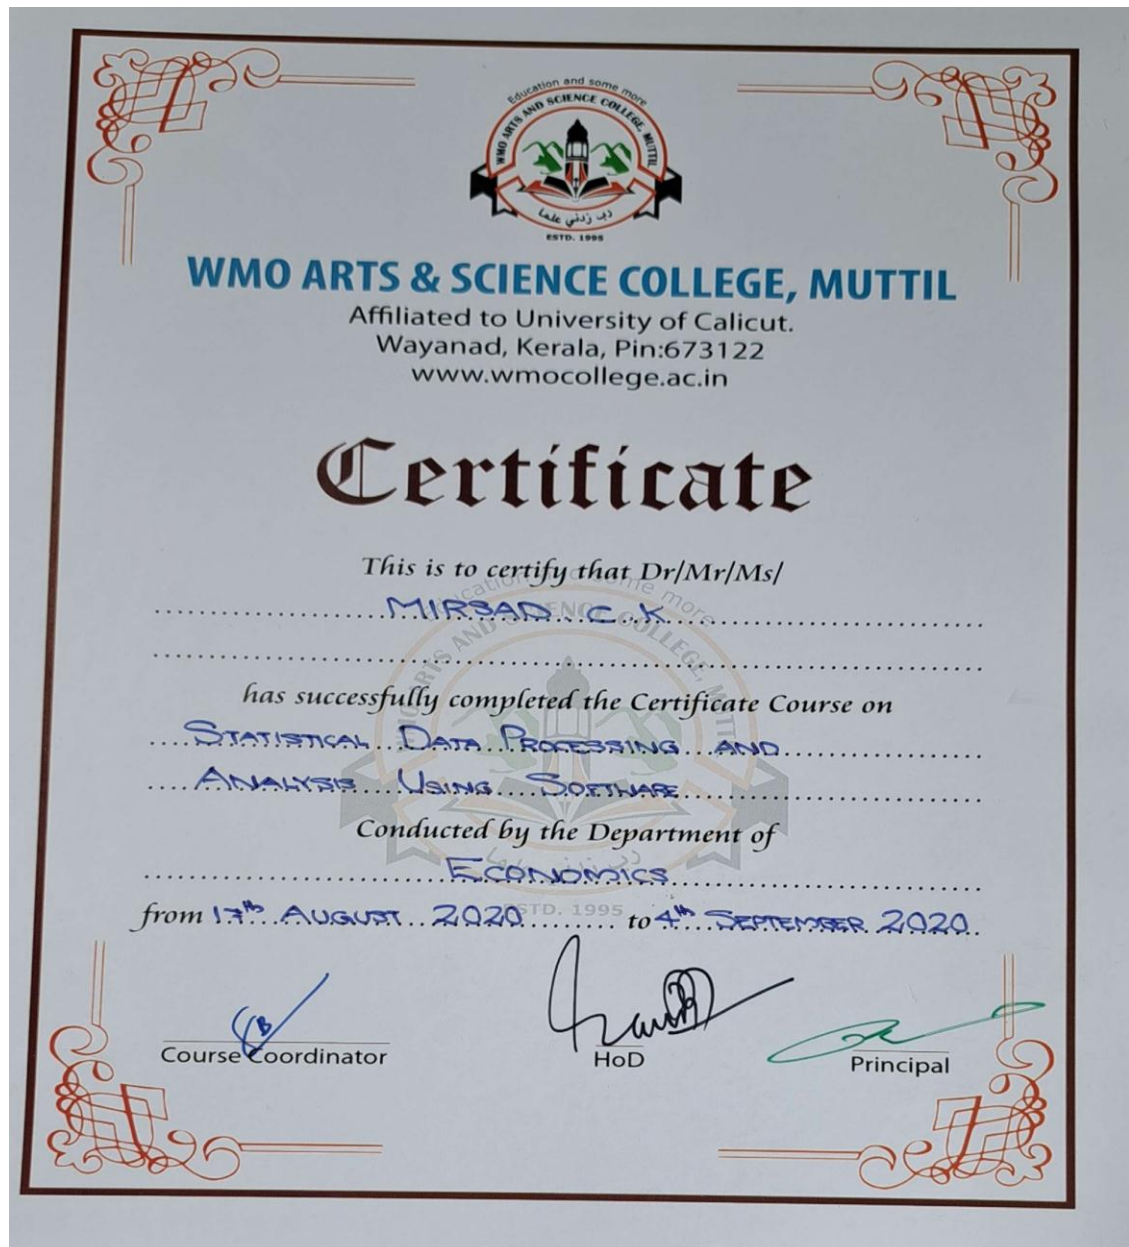 Education and some more
WMO ARTS AND SCIENCE COLLEGE, MUTTIL
رب زدني علما
ESTD. 1995
WMO ARTS & SCIENCE COLLEGE, MUTTIL
Affiliated to University of Calicut.
Wayanad, Kerala, Pin:673122
www.wmocollege.ac.in
Certificate
This is to certify that Dr/Mr/Ms/
MIRSAD C.K
has successfully completed the Certificate Course on
STATISTICAL DATA PROCESSING AND
ANALYSIS USING SOFTWARE
Conducted by the Department of
ECONOMICS
from 17th AUGUST 2020 to 4th SEPTEMBER 2020.
Course Coordinator HoD Principal